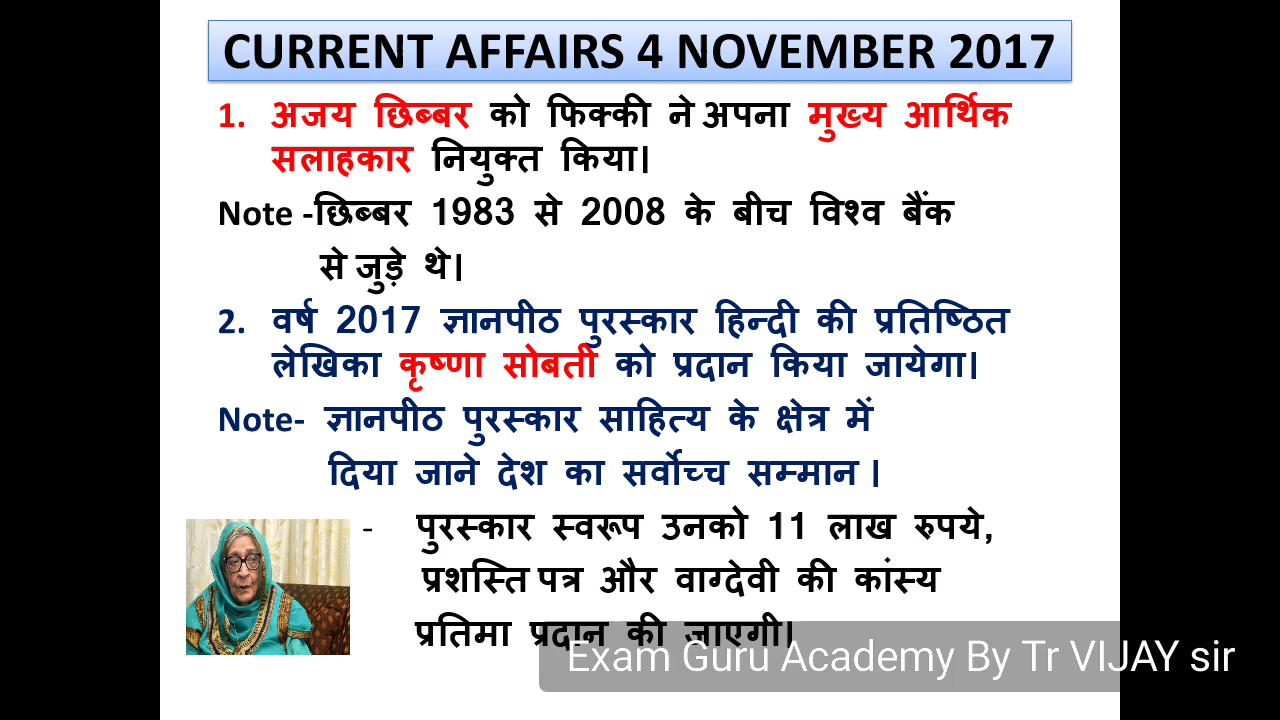 CURRENT AFFAIRS 4 NOVEMBER 2017
1. अजय छिब्बर को फिक्की ने अपना मुख्य आर्थिक
सलाहकार नियुक्त किया।
Note -छिब्बर 1983 से 2008 के बीच विश्व बैंक
से जुड़े थे।
2. वर्ष 2017 ज्ञानपीठ पुरस्कार हिन्दी की प्रतिष्ठित
लेखिका कृष्णा सोबती को प्रदान किया जायेगा।
Note- ज्ञानपीठ पुरस्कार साहित्य के क्षेत्र में
दिया जाने देश का सर्वोच्च सम्मान ।
- पुरस्कार स्वरूप उनको 11 लाख रुपये,
प्रशस्ति पत्र और वाग्देवी की कांस्य
प्रतिमा प्रदान की जाएगी।
Exam Guru Academy By Tr VIJAY sir